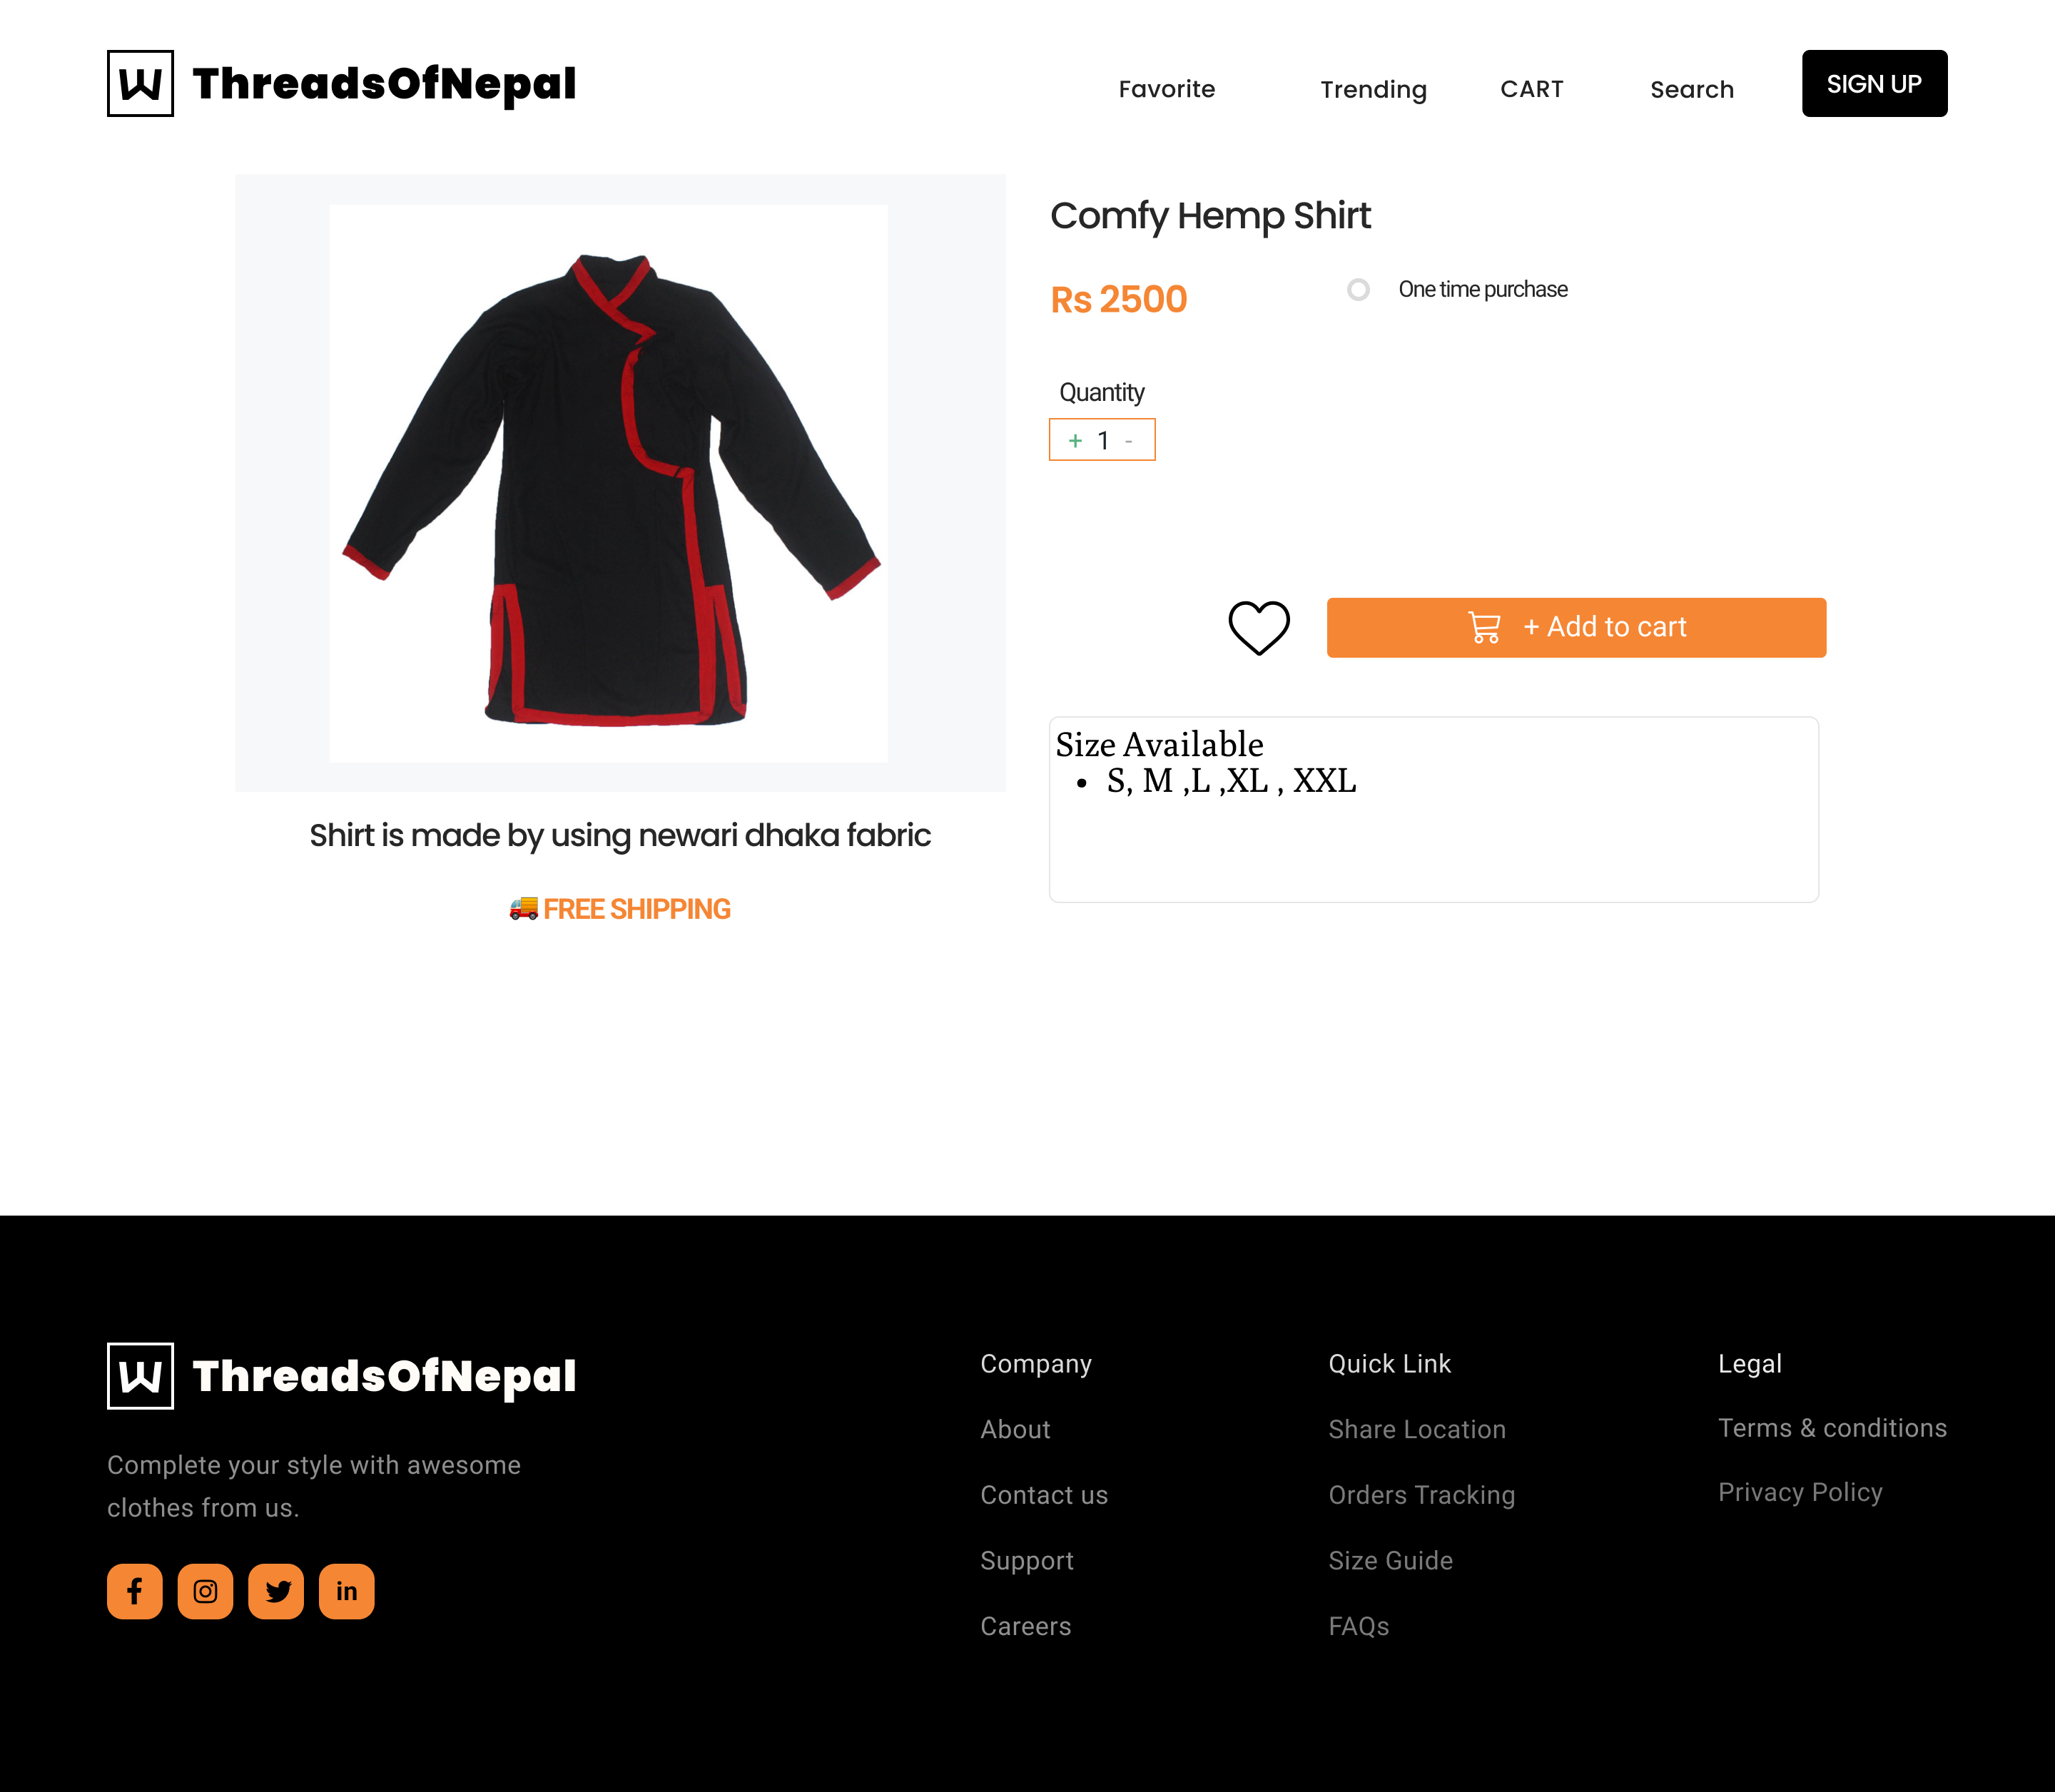 W ThreadsOfNepal
Favorite
Trending
CART
Search
SIGN UP
Comfy Hemp Shirt
Rs 2500
One time purchase
Quantity
+ 1 -
+ Add to cart
Size Available
• S, M ,L ,XL , XXL
Shirt is made by using newari dhaka fabric
🚚 FREE SHIPPING
W ThreadsOfNepal
Complete your style with awesome
clothes from us.
in
Company
About
Contact us
Support
Careers
Quick Link
Share Location
Orders Tracking
Size Guide
FAQs
Legal
Terms & conditions
Privacy Policy